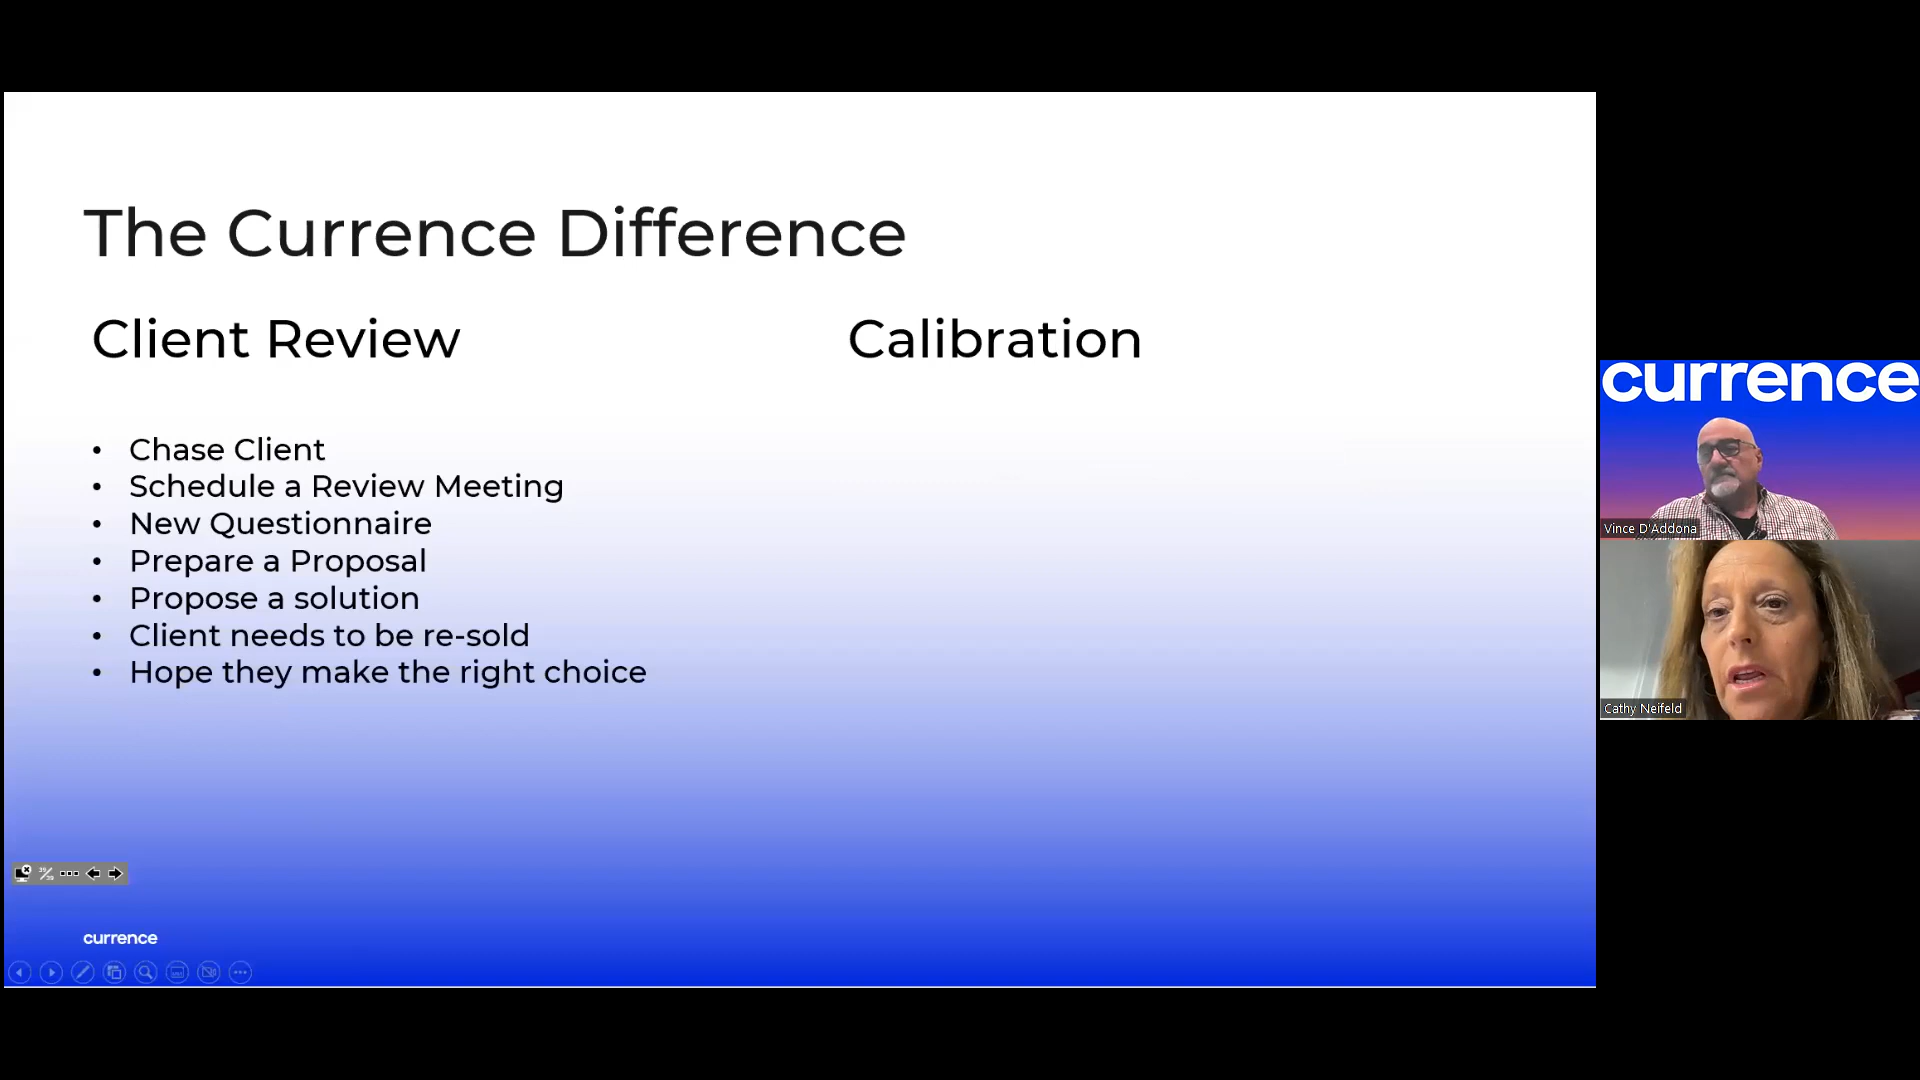 The Currence Difference
Client Review
Calibration
• Chase Client
• Schedule a Review Meeting
• New Questionnaire
• Prepare a Proposal
• Propose a solution
• Client needs to be re-sold
• Hope they make the right choice
currence
currence
Vince D'Addona
Cathy Neifeld